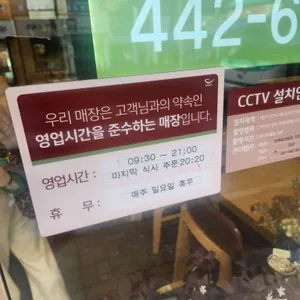 442-6
우리 매장은 고객님과의 약속인
영업시간을 준수하는 매장입니다.
영업시간 :
09:30 ~ 21:00
마지막 식사 주문20:20
휴 무 :
매주 일요일 휴무
CCTV 설치안